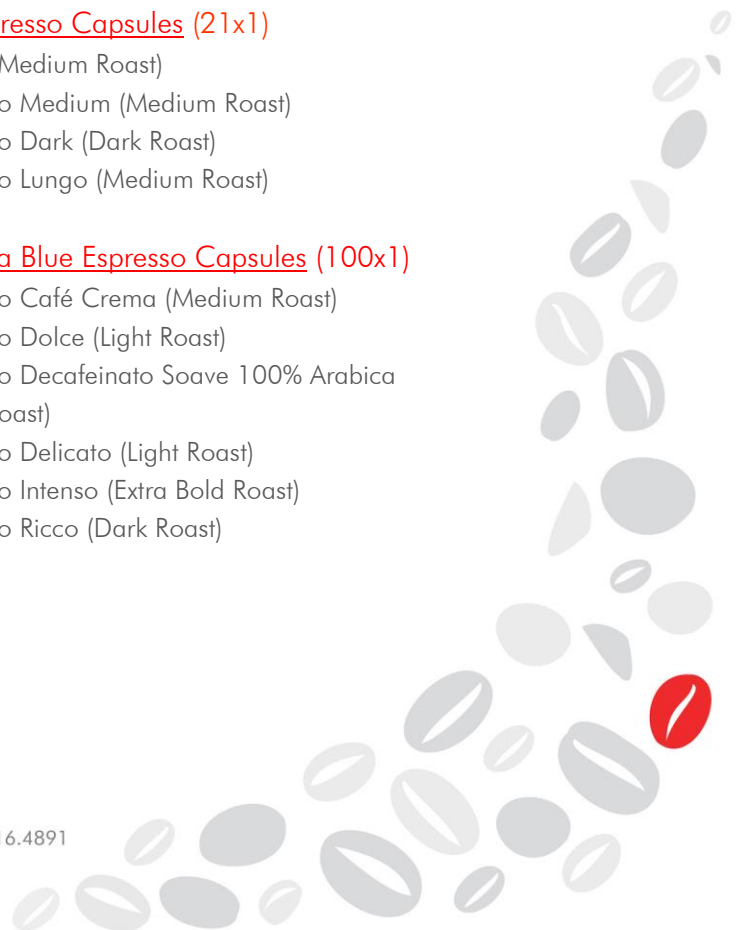 resso Capsules (21x1)
Medium Roast)
o Medium (Medium Roast)
o Dark (Dark Roast)
o Lungo (Medium Roast)
a Blue Espresso Capsules (100x1)
o Café Crema (Medium Roast)
o Dolce (Light Roast)
o Decafeinato Soave 100% Arabica
oast)
o Delicato (Light Roast)
o Intenso (Extra Bold Roast)
o Ricco (Dark Roast)
16.4891